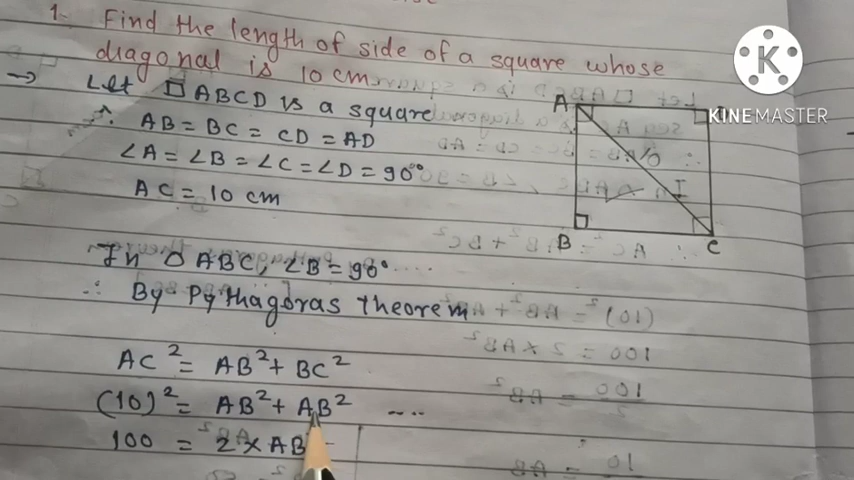 1. Find the length of side of a square whose
diagonal is 10 cm.
→ Let □ABCD is a square
∴ AB = BC = CD = AD
∠A = ∠B = ∠C = ∠D = 90°
AC = 10 cm
A
B
C
K
KINEMASTER
In △ABC, ∠B = 90°
∴ By Pythagoras theorem
AC² = AB² + BC²
(10)² = AB² + AB² ....
100 = 2 × AB